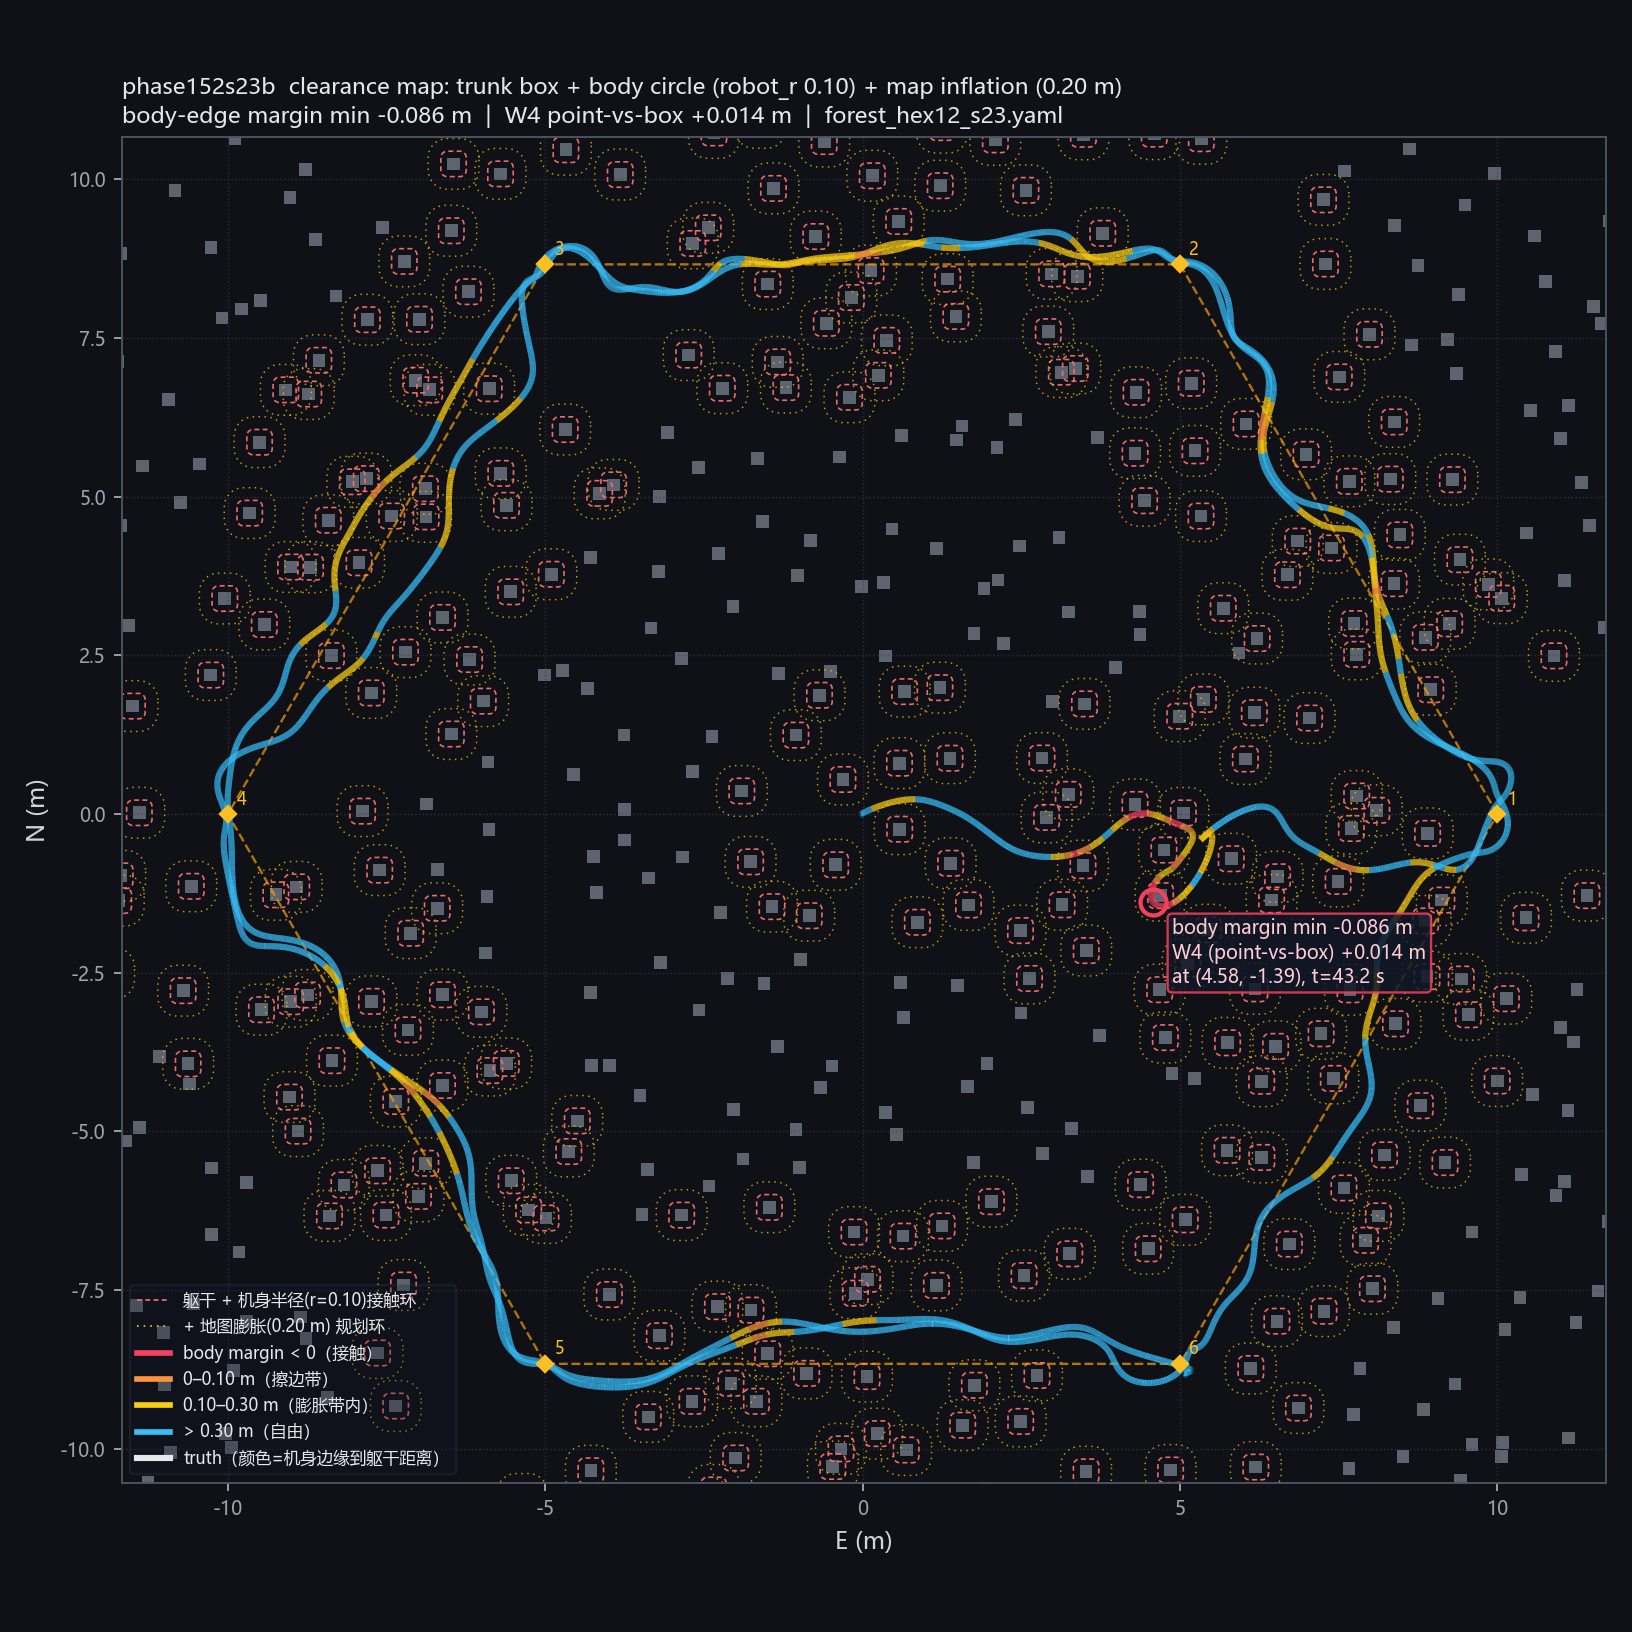 phase152s23b  clearance map: trunk box + body circle (robot_r 0.10) + map inflation (0.20 m)
body-edge margin min -0.086 m  |  W4 point-vs-box +0.014 m  |  forest_hex12_s23.yaml
10.0
7.5
5.0
2.5
0.0
-2.5
-5.0
-7.5
-10.0
N (m)
3
2
4
1
body margin min -0.086 m
W4 (point-vs-box) +0.014 m
at (4.58, -1.39), t=43.2 s
5
6
躯干 + 机身半径(r=0.10)接触环
+ 地图膨胀(0.20 m) 规划环
body margin < 0（接触）
0–0.10 m（擦边带）
0.10–0.30 m（膨胀带内）
> 0.30 m（自由）
truth（颜色=机身边缘到躯干距离）
-10
-5
0
5
10
E (m)